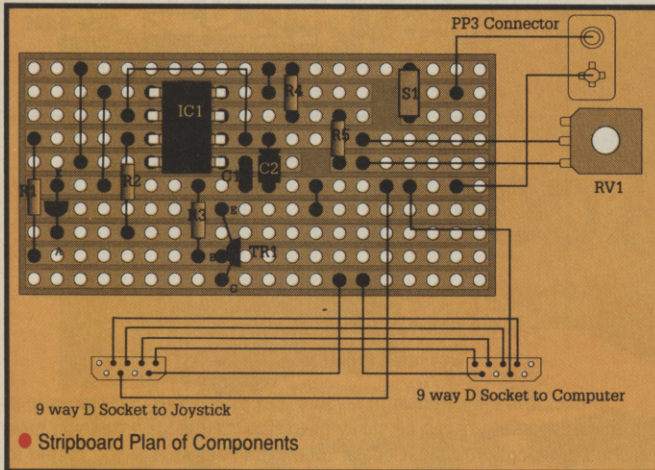 PP3 Connector
IC1
R4
S1
R5
RV1
C1
C2
R1
R2
E
A
R3
E
B
TR1
C
9 way D Socket to Joystick
9 way D Socket to Computer
Stripboard Plan of Components